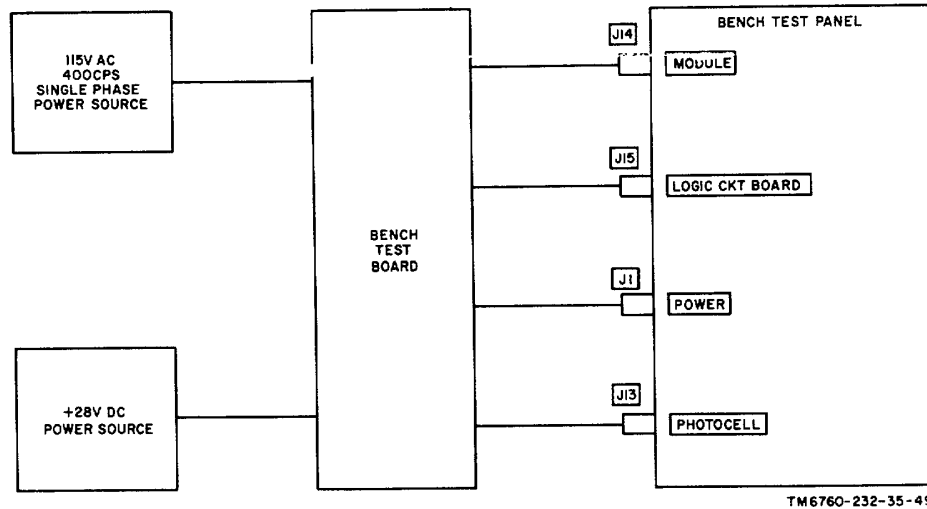 115V AC
400CPS
SINGLE PHASE
POWER SOURCE
+28V DC
POWER SOURCE
BENCH
TEST
BOARD
BENCH TEST PANEL
J14
MODULE
J15
LOGIC CKT BOARD
J1
POWER
J13
PHOTOCELL
TM6760-232-35-49